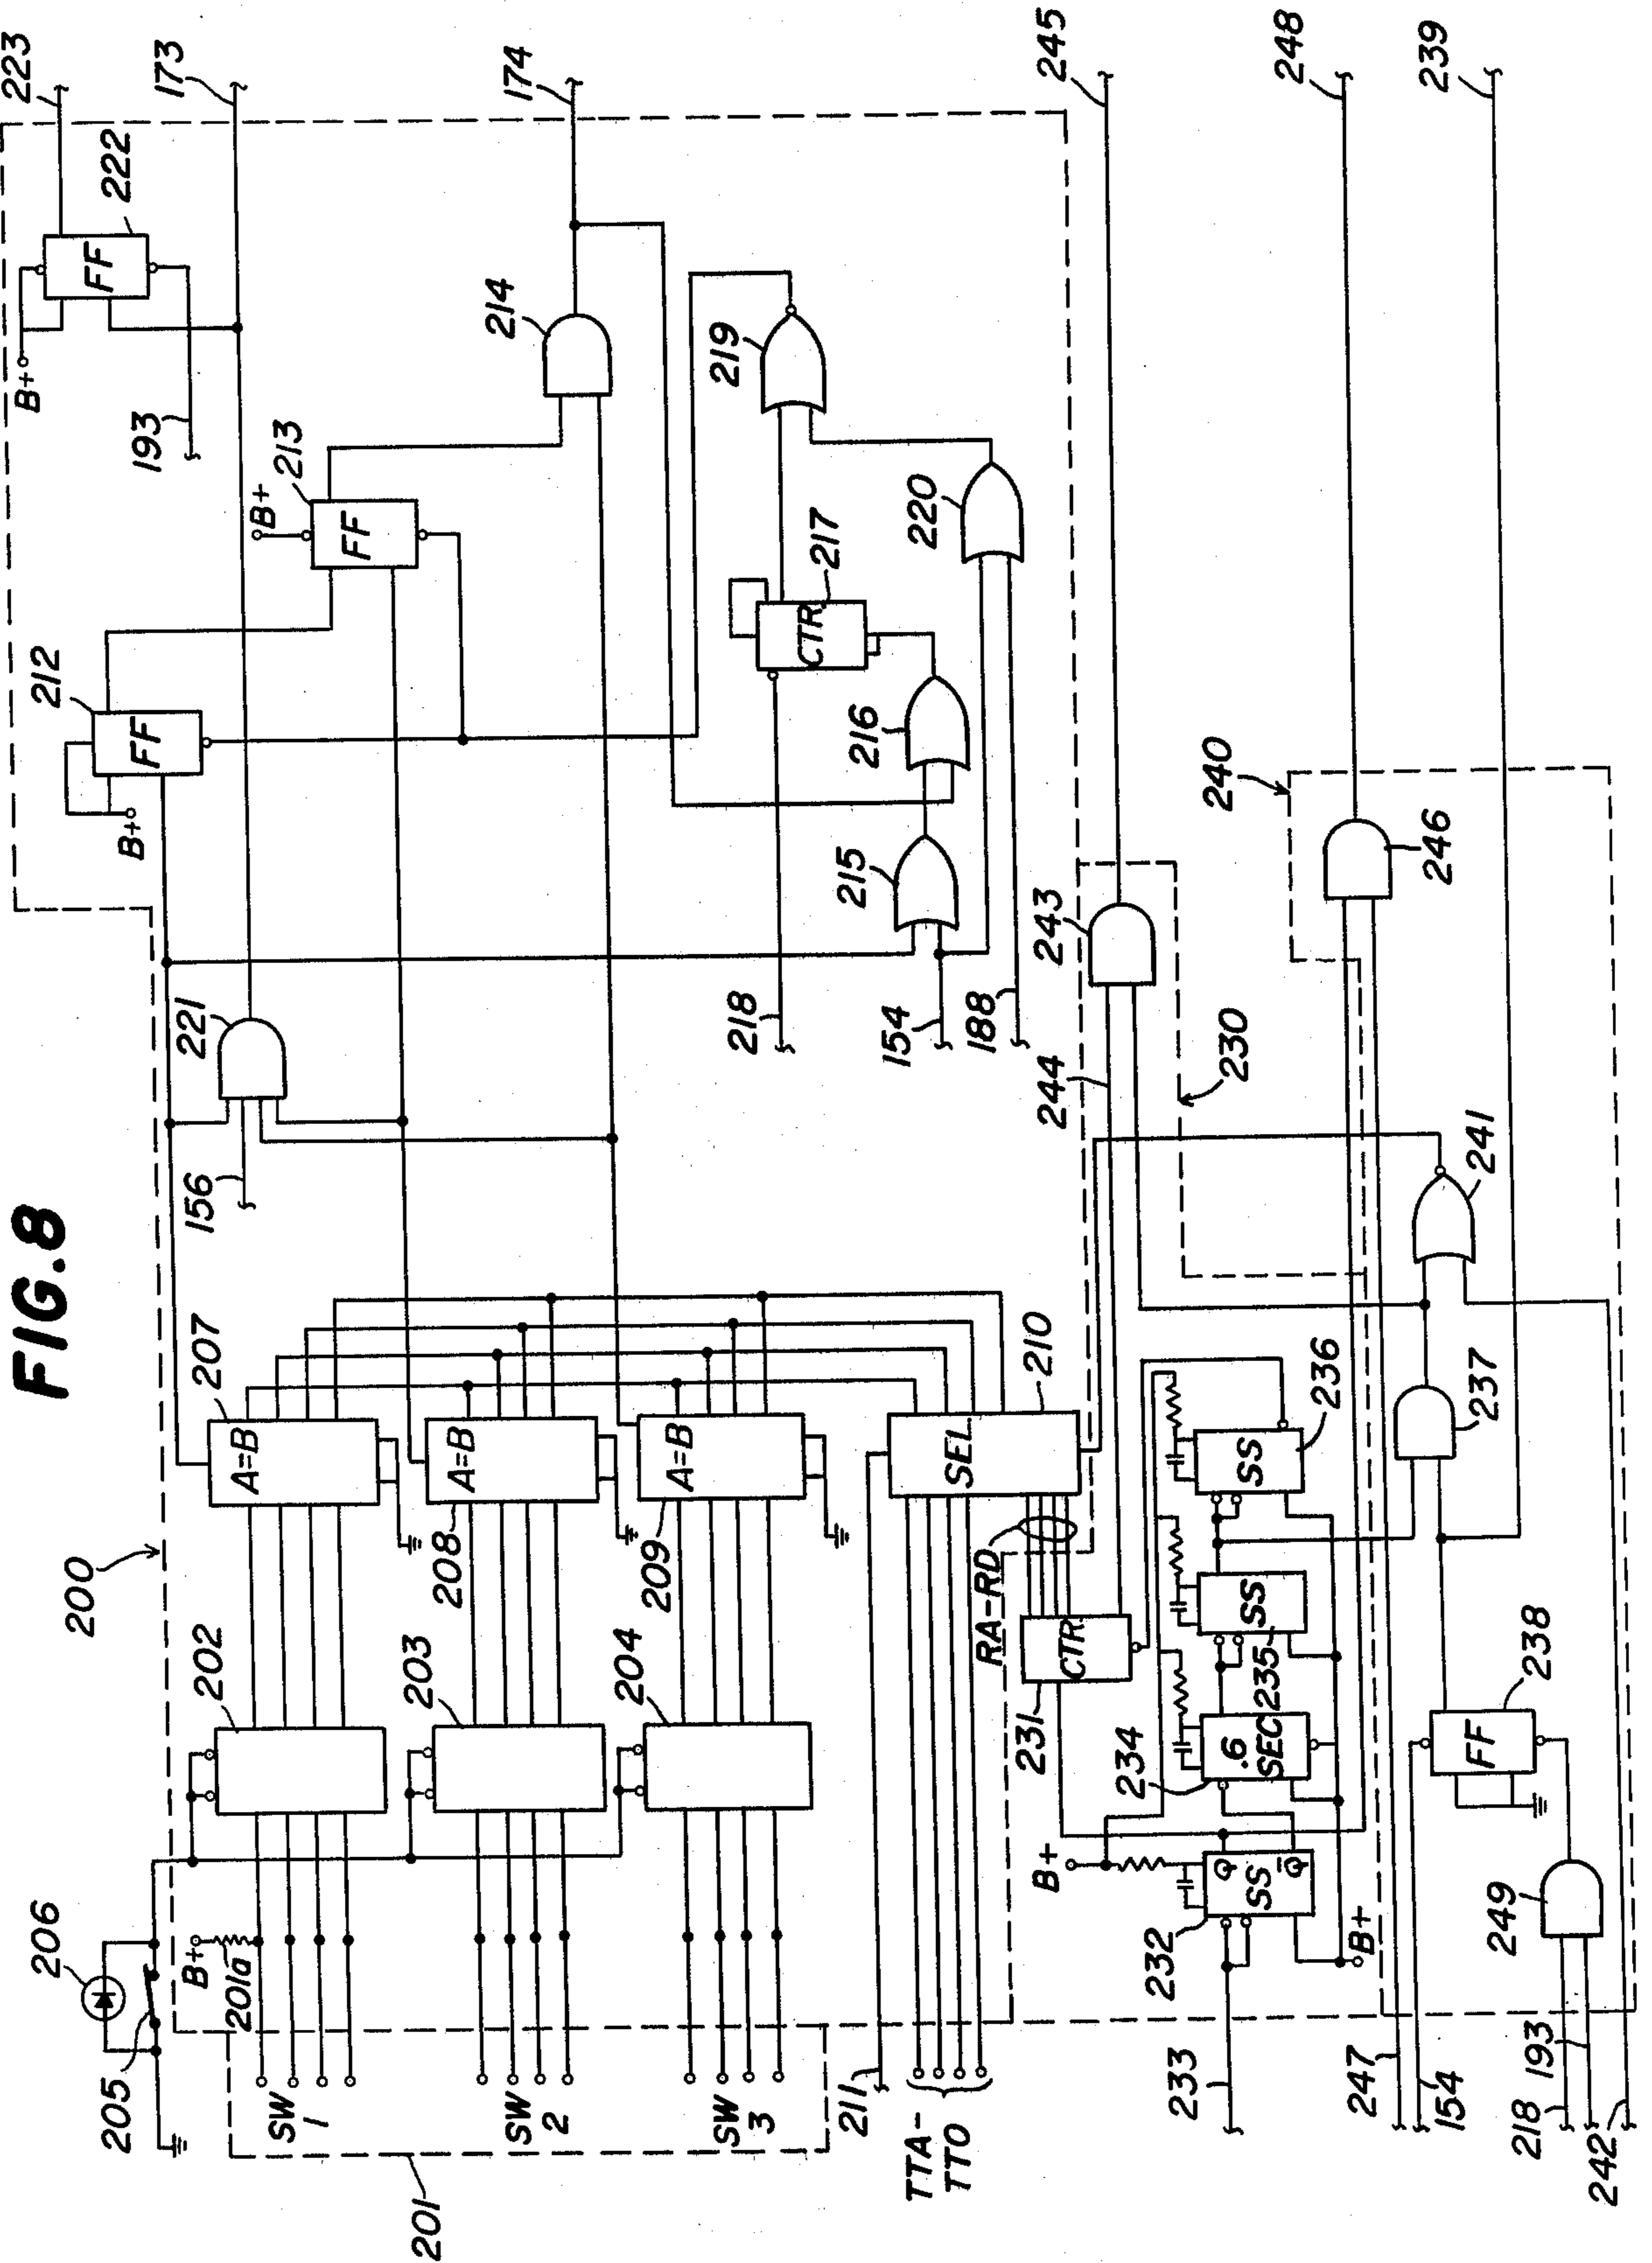 FIG.8
200
206
205
B+
201a
SW
1
SW
2
SW
3
201
202
203
204
207
A=B
208
A=B
209
A=B
210
SEL
211
TTA-
TTO
RA-RD
156
221
212
FF
B+
213
FF
B+
214
215
216
217
CTR
218
154
188
219
220
193
B+
FF
222
223
173
174
245
248
239
231
CTR
B+
232
SS
Q
Q̅
B+
233
234
.6
SEC
235
SS
236
SS
237
238
FF
240
241
243
244
230
246
247
154
218
193
242
249